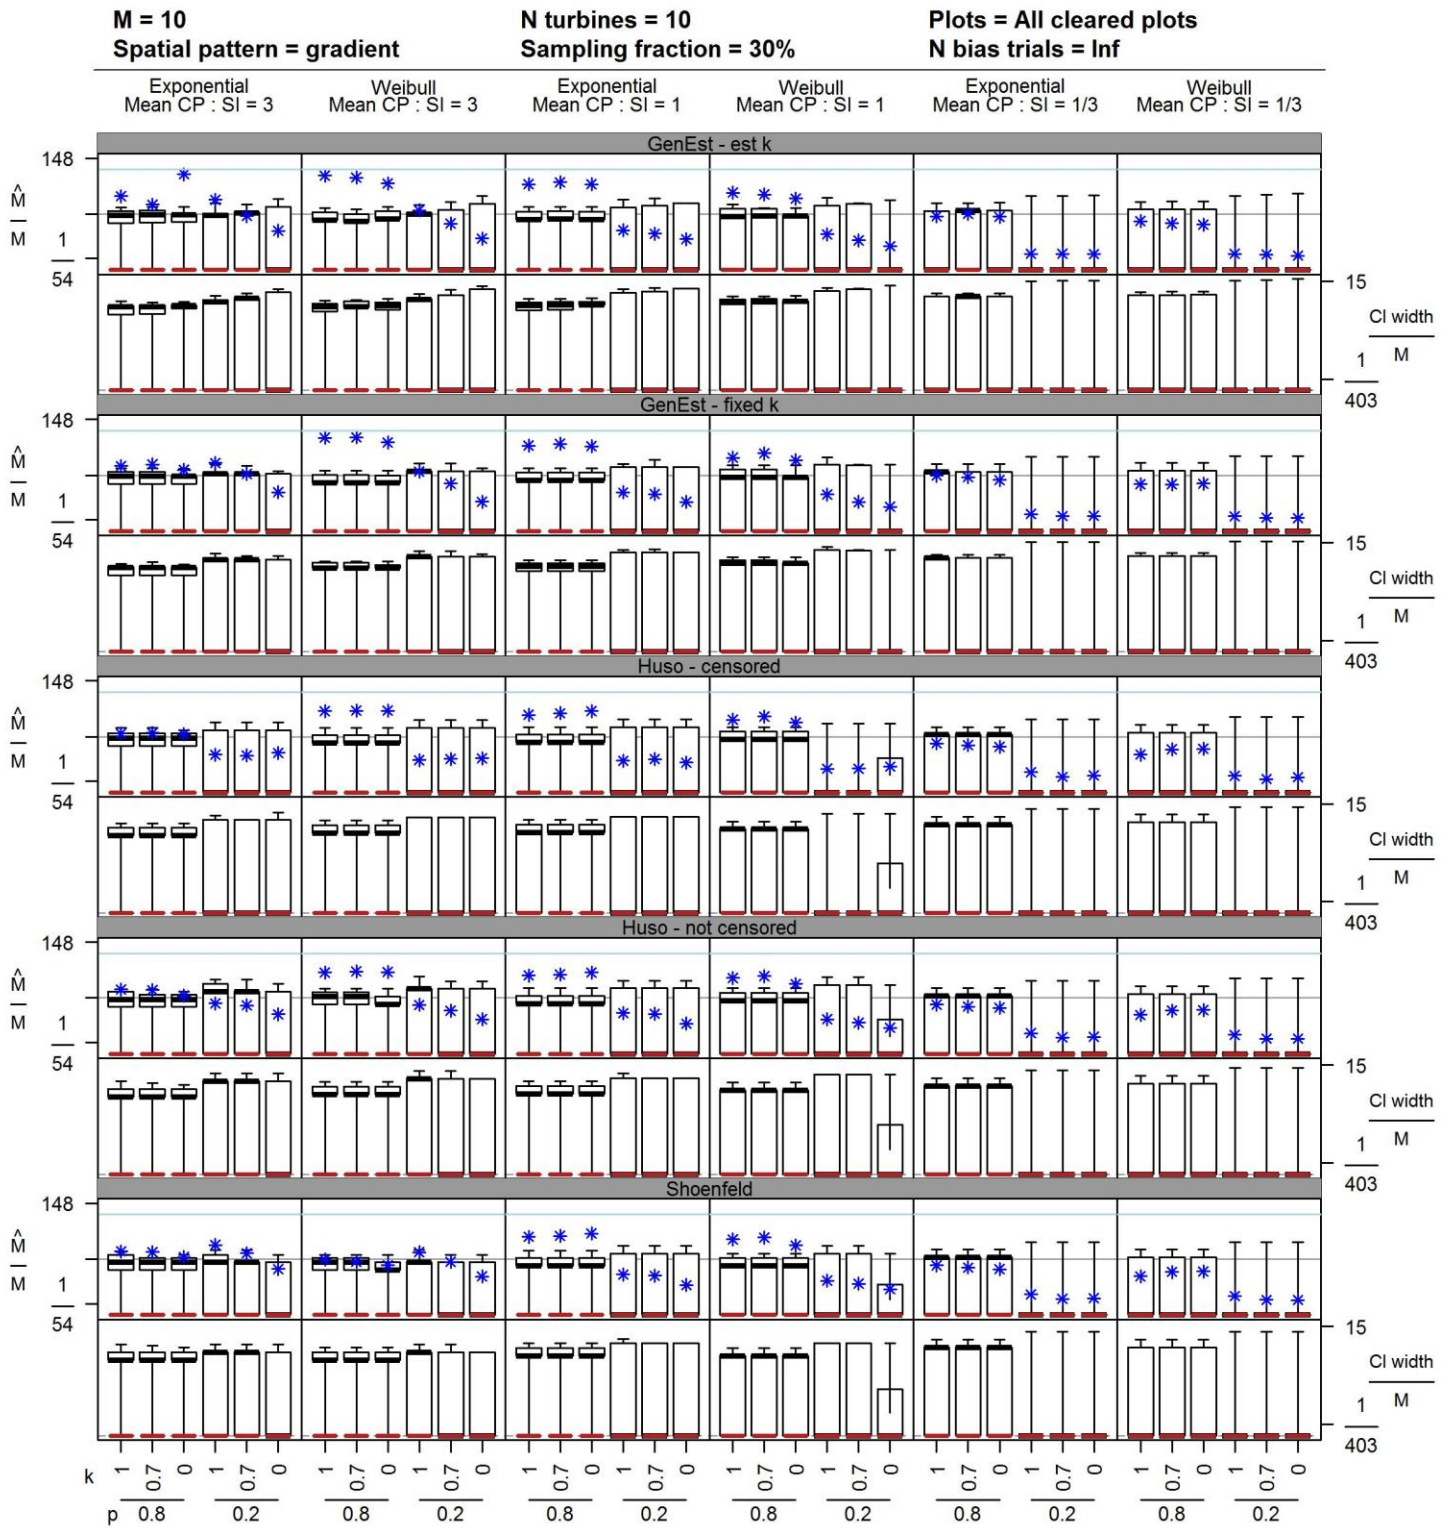 M = 10 N turbines = 10 Plots = All cleared plots
Spatial pattern = gradient Sampling fraction = 30% N bias trials = Inf
Exponential Weibull Exponential Weibull Exponential Weibull
Mean CP : SI = 3 Mean CP : SI = 3 Mean CP : SI = 1 Mean CP : SI = 1 Mean CP : SI = 1/3 Mean CP : SI = 1/3
GenEst - est k
148
M̂
M
1
54
15
CI width
M
1
403
GenEst - fixed k
148
M̂
M
1
54
15
CI width
M
1
403
Huso - censored
148
M̂
M
1
54
15
CI width
M
1
403
Huso - not censored
148
M̂
M
1
54
15
CI width
M
1
403
Shoenfeld
148
M̂
M
1
54
15
CI width
M
1
403
k 1 0.7 0 1 0.7 0 1 0.7 0 1 0.7 0 1 0.7 0 1 0.7 0 1 0.7 0 1 0.7 0 1 0.7 0 1 0.7 0 1 0.7 0 1 0.7 0
p 0.8 0.2 0.8 0.2 0.8 0.2 0.8 0.2 0.8 0.2 0.8 0.2